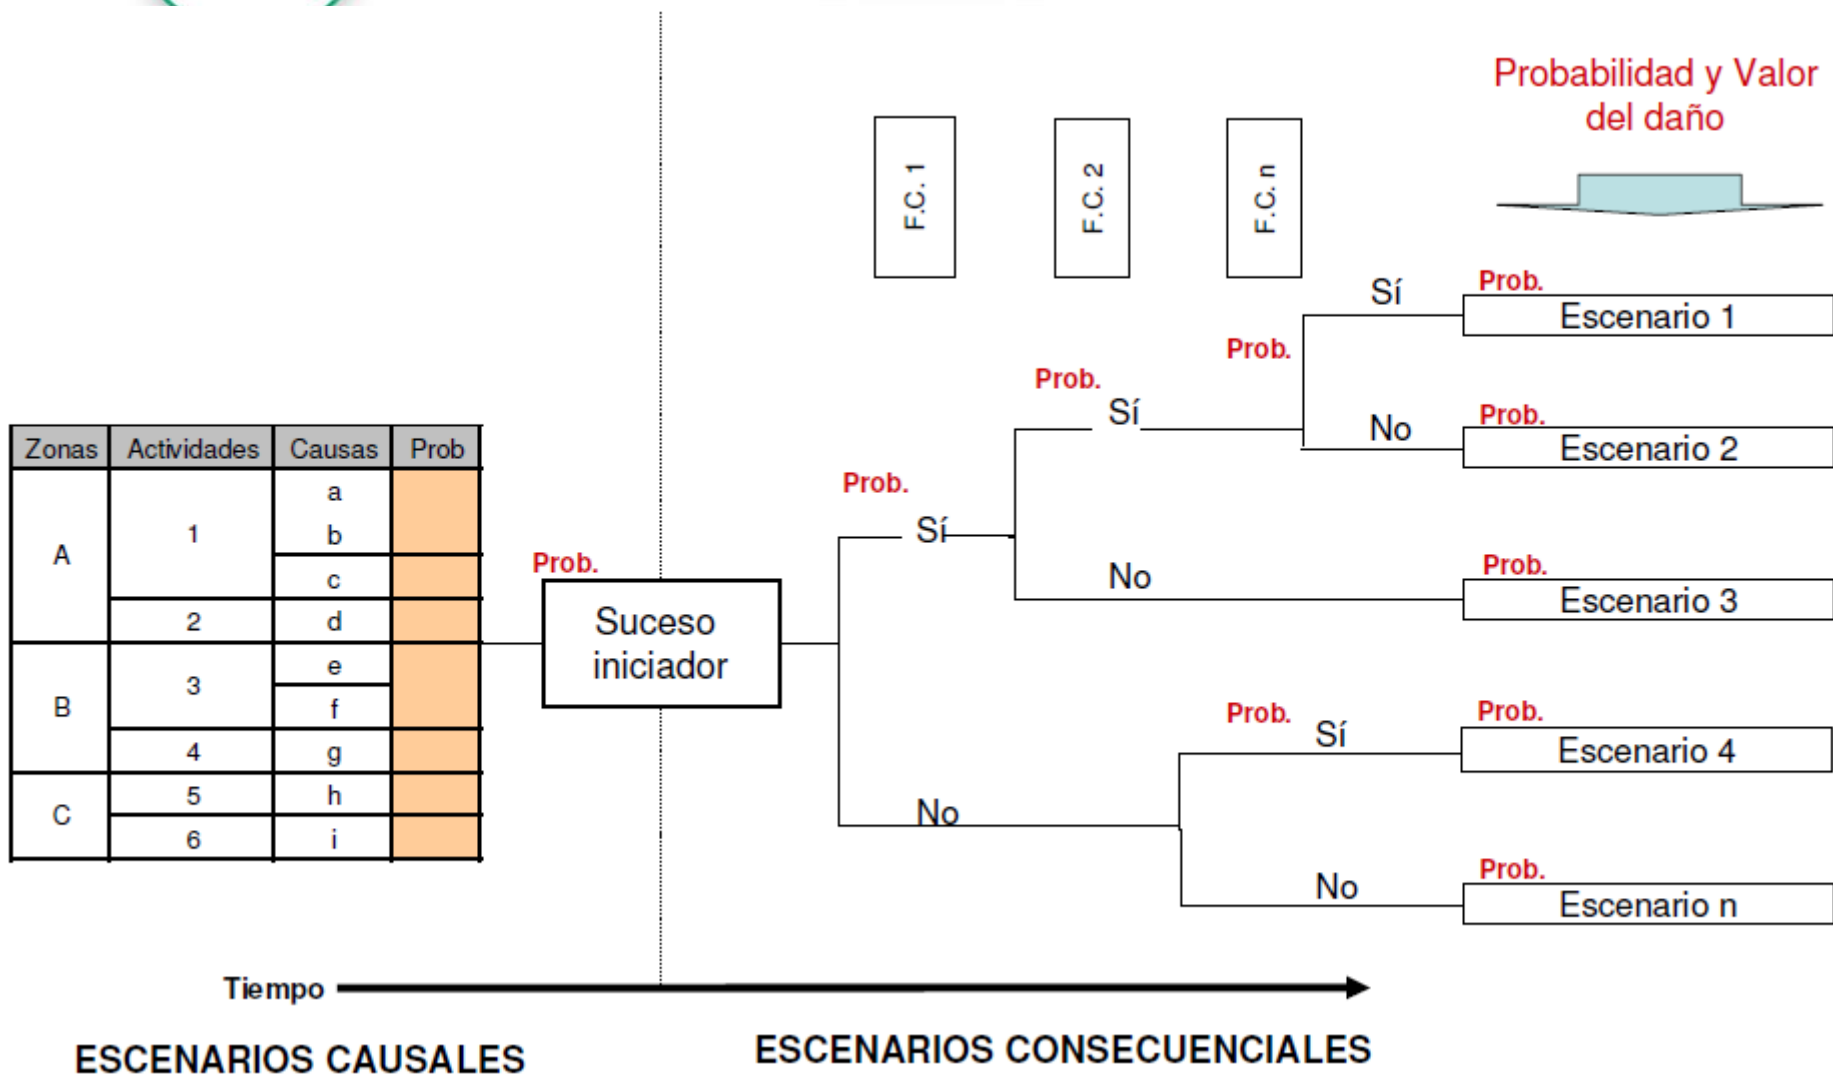 Probabilidad y Valor
del daño
F.C. 1
F.C. 2
F.C. n
Sí
Prob.
Escenario 1
Prob.
Prob.
Sí
No
Prob.
Escenario 2
Zonas Actividades Causas Prob
A
1
a
b
c
2 d
B
3
e
f
4 g
C
5 h
6 i
Prob.
Suceso
iniciador
Prob.
Sí
No
Prob.
Escenario 3
Prob.
Sí
Prob.
Escenario 4
No
No
Prob.
Escenario n
Tiempo
ESCENARIOS CAUSALES
ESCENARIOS CONSECUENCIALES